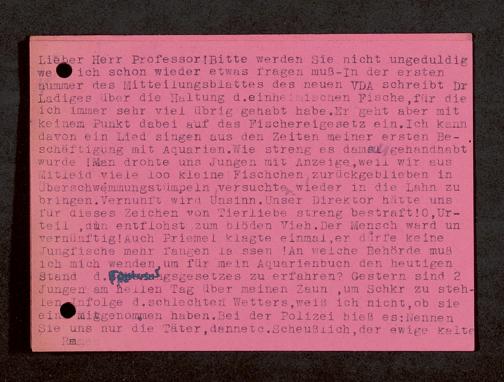 Lieber Herr Professor!Bitte werden Sie nicht ungeduldig
we ich schon wieder etwas fragen muß-In der ersten
nummer des Mitteilungsblattes des neuen VDA schreibt Dr
Ladiges über die Haltung d.einheimischen Fische,für die
ich immer sehr viel übrig gehabt habe.Er geht aber mit
keinem Punkt dabei auf das Fischereigesetz ein.Ich kann
davon ein Lied singen aus den Zeiten meiner ersten Be-
schäftigung mit Aquarien.Wie streng es damals gehandhabt
wurde !Man drohte uns Jungen mit Anzeige,weil wir aus
Mitleid viele 100 kleine Fischchen,zurückgeblieben in
Überschwemmungstümpeln versuchte wieder in die Lahn zu
bringen.Vernunft wird Unsinn.Unser Direktor hätte uns
für dieses Zeichen von Tierliebe streng bestraft!O,Ur-
teil ,dun entflohst zum blöden Vieh.Der Mensch ward un
vernünftig!Auch Priemel klagte einmal,er dürfe keine
Jungfische mehr fangen la ssen !An welche Behörde muß
ich mich wenden,um für mein Aquarienbuch den heutigen
Stand d. gsgesetzes zu erfahren? Gestern sind 2
Jungen am hellen Tag über meinen Zaun ,um Schkr zu steh-
len Infolge d.schlechten Wetters,weiß ich nicht,ob sie
ein mitgenommen haben.Bei der Polizei hieß es:Nennen
Sie uns nur die Täter,dannetc.Scheußlich,der ewige kalte